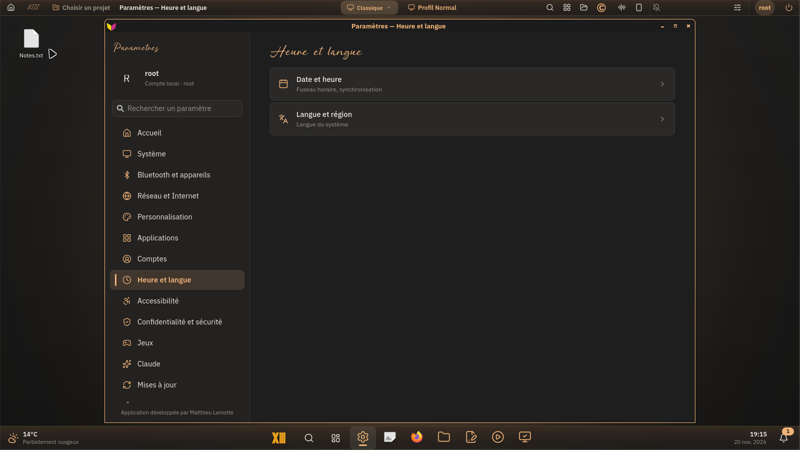 Choisir un projet
Paramètres — Heure et langue
Classique
Profil Normal
root
Notes.txt
Paramètres — Heure et langue
Paramètres
R
root
Compte local · root
Rechercher un paramètre
Accueil
Système
Bluetooth et appareils
Réseau et Internet
Personnalisation
Applications
Comptes
Heure et langue
Accessibilité
Confidentialité et sécurité
Jeux
Claude
Mises à jour
Application développée par Matthieu Lamotte
Heure et langue
Date et heure
Fuseau horaire, synchronisation
Langue et région
Langue du système
14°C
Partiellement nuageux
XIII
19:15
20 nov. 2026
1